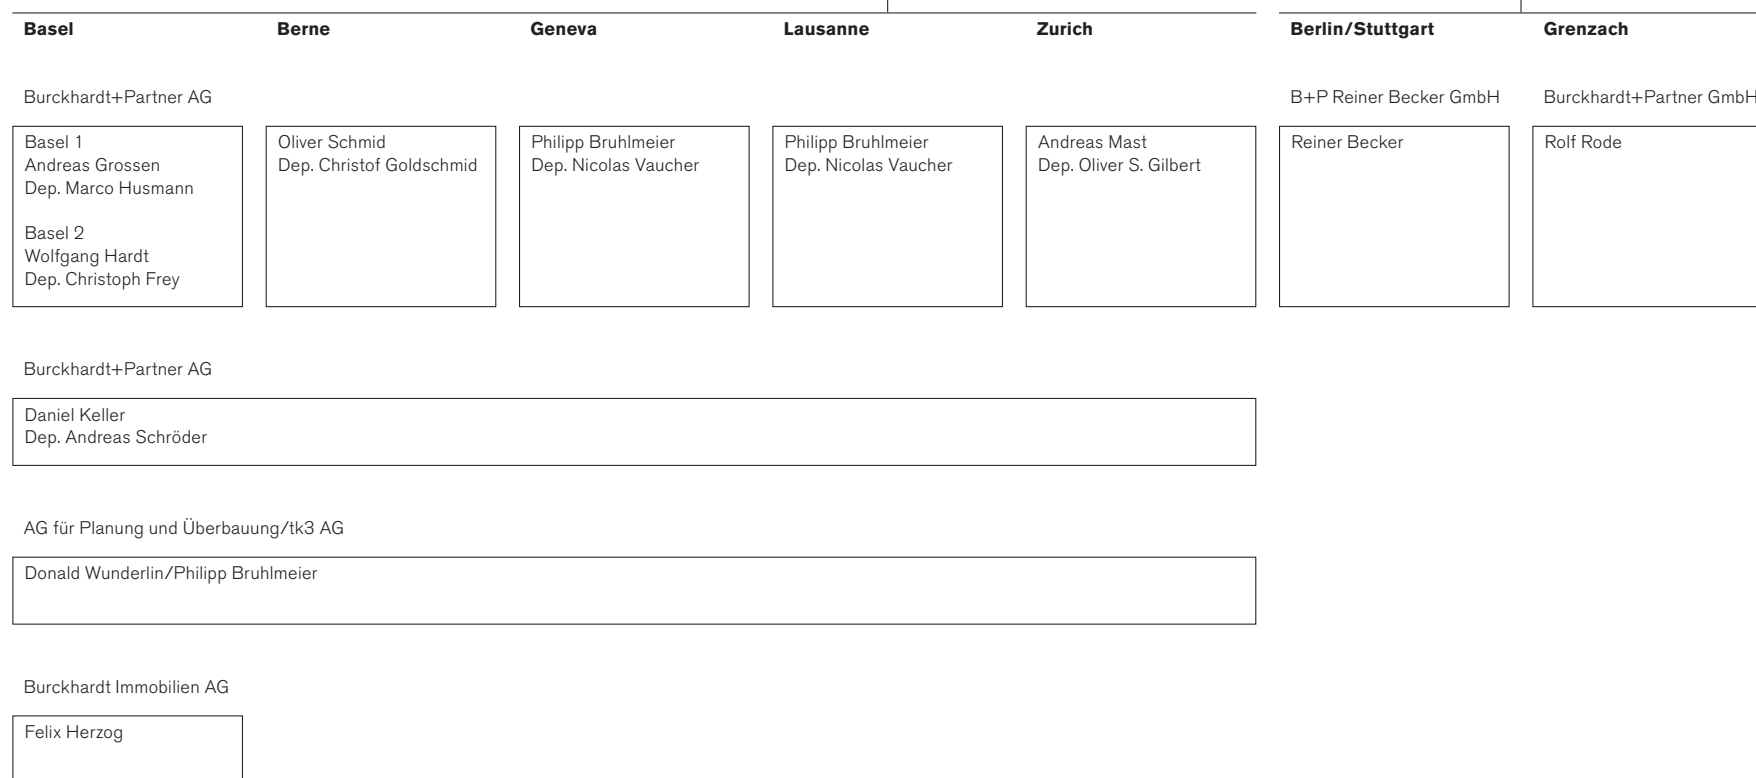 Basel
Berne
Geneva
Lausanne
Zurich
Berlin/Stuttgart
Grenzach
Burckhardt+Partner AG
B+P Reiner Becker GmbH
Burckhardt+Partner GmbH
Basel 1
Andreas Grossen
Dep. Marco Husmann
Basel 2
Wolfgang Hardt
Dep. Christoph Frey
Oliver Schmid
Dep. Christof Goldschmid
Philipp Bruhlmeier
Dep. Nicolas Vaucher
Philipp Bruhlmeier
Dep. Nicolas Vaucher
Andreas Mast
Dep. Oliver S. Gilbert
Reiner Becker
Rolf Rode
Burckhardt+Partner AG
Daniel Keller
Dep. Andreas Schröder
AG für Planung und Überbauung/tk3 AG
Donald Wunderlin/Philipp Bruhlmeier
Burckhardt Immobilien AG
Felix Herzog